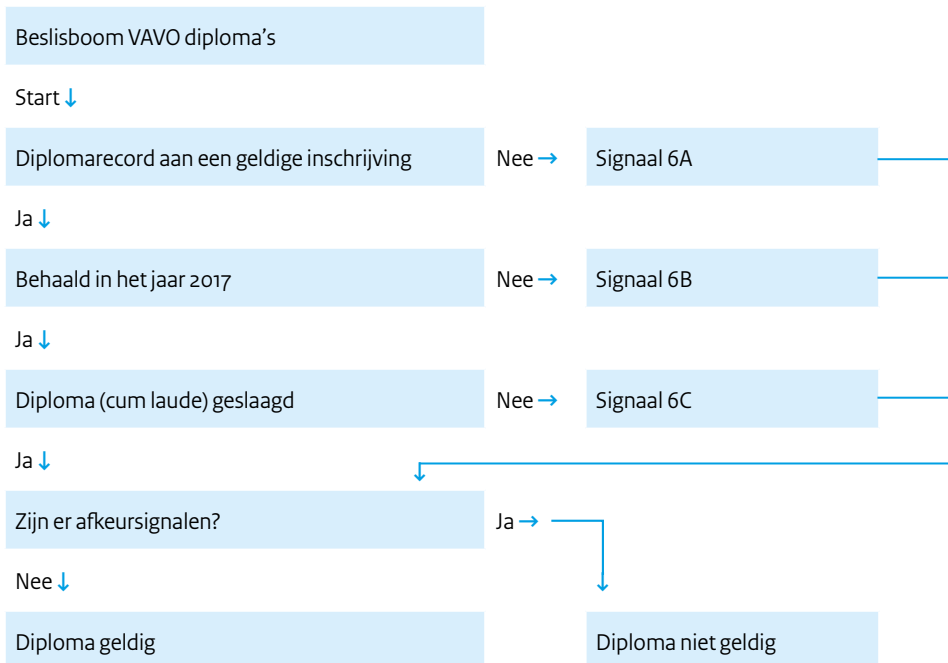 Beslisboom VAVO diploma's
Start ↓
Diplomarecord aan een geldige inschrijving Nee → Signaal 6A
Ja ↓
Behaald in het jaar 2017 Nee → Signaal 6B
Ja ↓
Diploma (cum laude) geslaagd Nee → Signaal 6C
Ja ↓
Zijn er afkeursignalen? Ja →
Nee ↓
Diploma geldig Diploma niet geldig